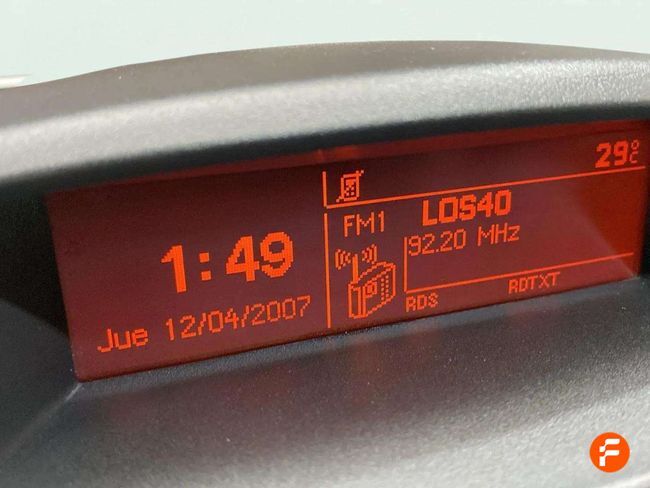 29°C
FM1 LOS40
92.20 MHz
1:49
Jue 12/04/2007
RDS RDTXT